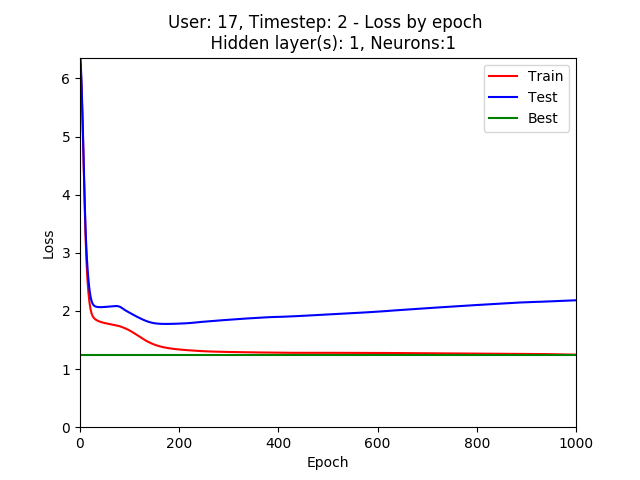 User: 17, Timestep: 2 - Loss by epoch
Hidden layer(s): 1, Neurons:1
Train
Test
Best
Loss
6
5
4
3
2
1
0
0 200 400 600 800 1000
Epoch